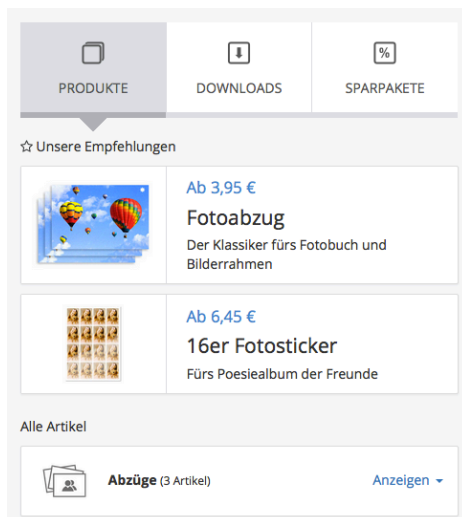 PRODUKTE
DOWNLOADS
%
SPARPAKETE
☆ Unsere Empfehlungen
Ab 3,95 €
Fotoabzug
Der Klassiker fürs Fotobuch und
Bilderrahmen
Ab 6,45 €
16er Fotosticker
Fürs Poesiealbum der Freunde
Alle Artikel
Abzüge (3 Artikel)
Anzeigen